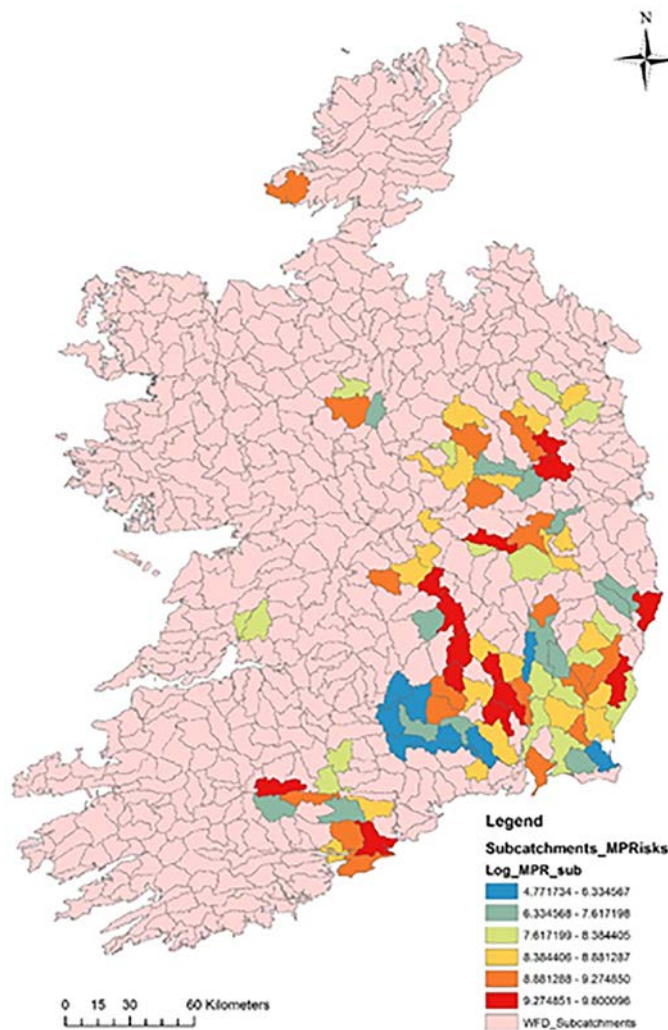 N
Legend
Subcatchments_MPRisks
Log_MPR_sub
4.771734 - 6.334567
6.334568 - 7.617198
7.617199 - 8.384405
8.384406 - 8.881287
8.881288 - 9.274850
9.274851 - 9.800096
WFD_Subcatchments
0 15 30 60 Kilometers